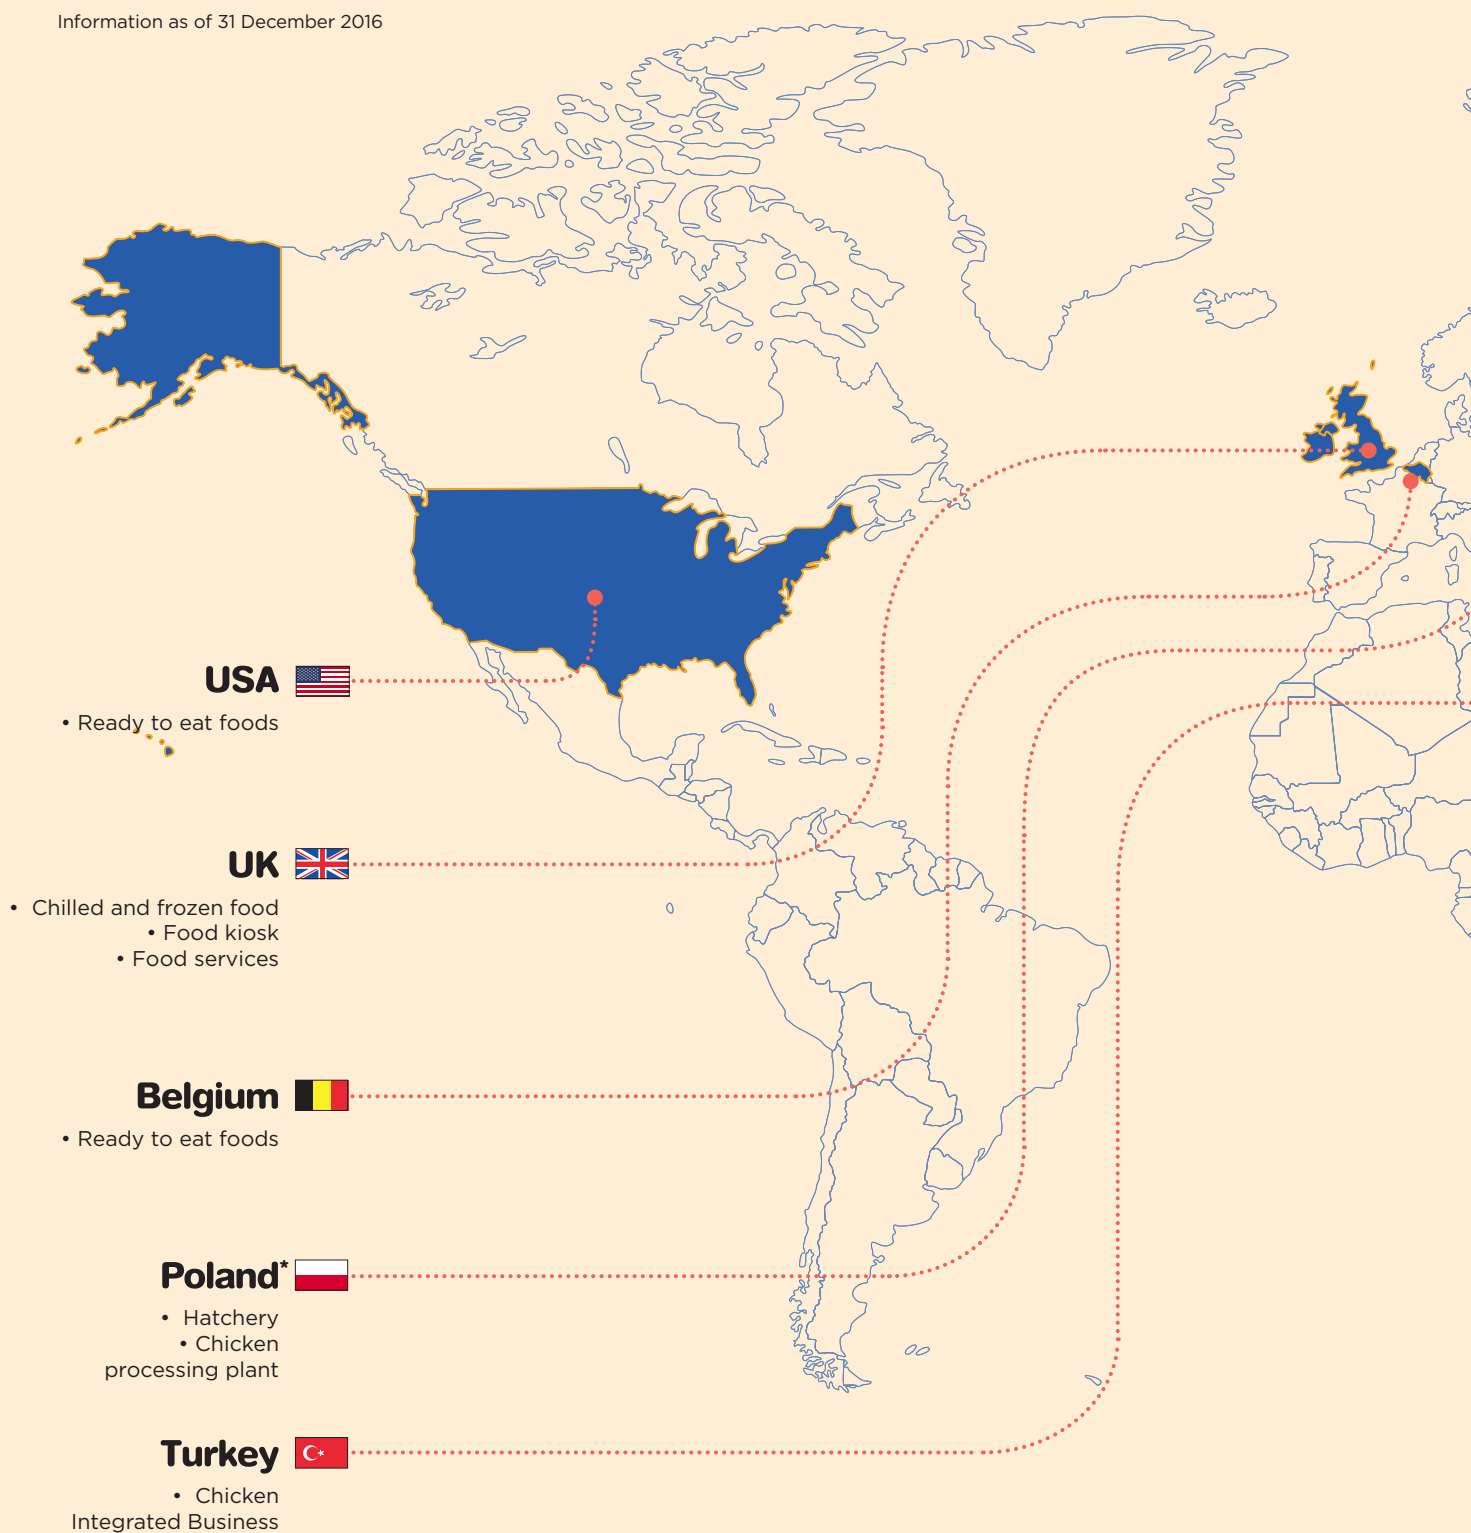 Information as of 31 December 2016
USA
• Ready to eat foods
UK
• Chilled and frozen food
• Food kiosk
• Food services
Belgium
• Ready to eat foods
Poland*
• Hatchery
• Chicken
processing plant
Turkey
• Chicken
Integrated Business